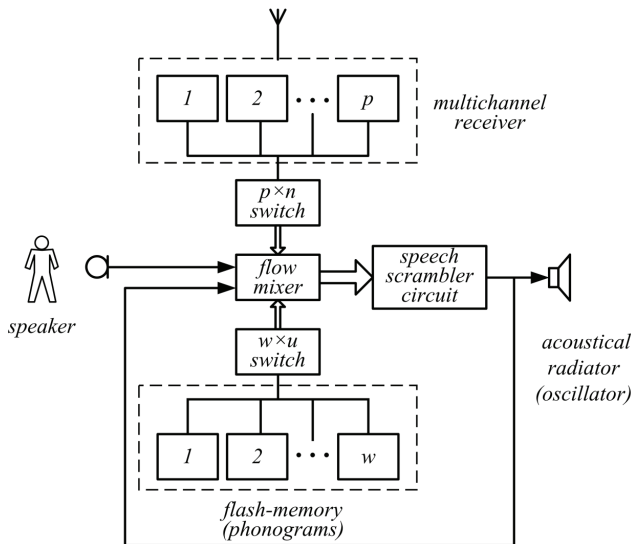 1
2
...
p
multichannel
receiver
p×n
switch
speaker
flow
mixer
speech
scrambler
circuit
acoustical
radiator
(oscillator)
w×u
switch
1
2
...
w
flash-memory
(phonograms)